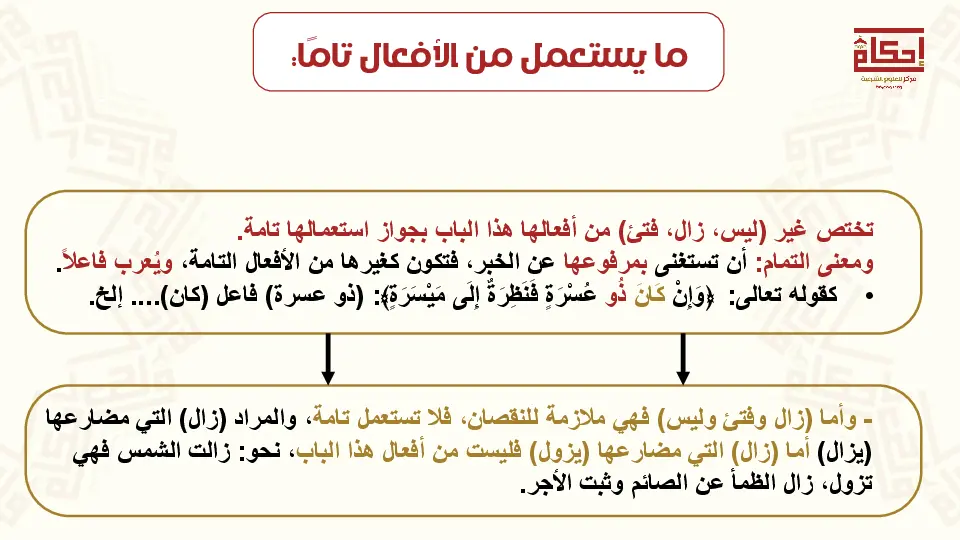 ما يستعمل من الأفعال تامًا:
إحكام
مركز للعلوم الشرعية
تختص غير (ليس، زال، فتئ) من أفعالها هذا الباب بجواز استعمالها تامة.
ومعنى التمام: أن تستغنى بمرفوعها عن الخبر، فتكون كغيرها من الأفعال التامة، ويُعرب فاعلاً.
• كقوله تعالى: ﴿وَإِنْ كَانَ ذُو عُسْرَةٍ فَنَظِرَةٌ إِلَى مَيْسَرَةٍ﴾: (ذو عسرة) فاعل (كان).... إلخ.
- وأما (زال وفتئ وليس) فهي ملازمة للنقصان، فلا تستعمل تامة، والمراد (زال) التي مضارعها
(يزال) أما (زال) التي مضارعها (يزول) فليست من أفعال هذا الباب، نحو: زالت الشمس فهي
تزول، زال الظمأ عن الصائم وثبت الأجر.